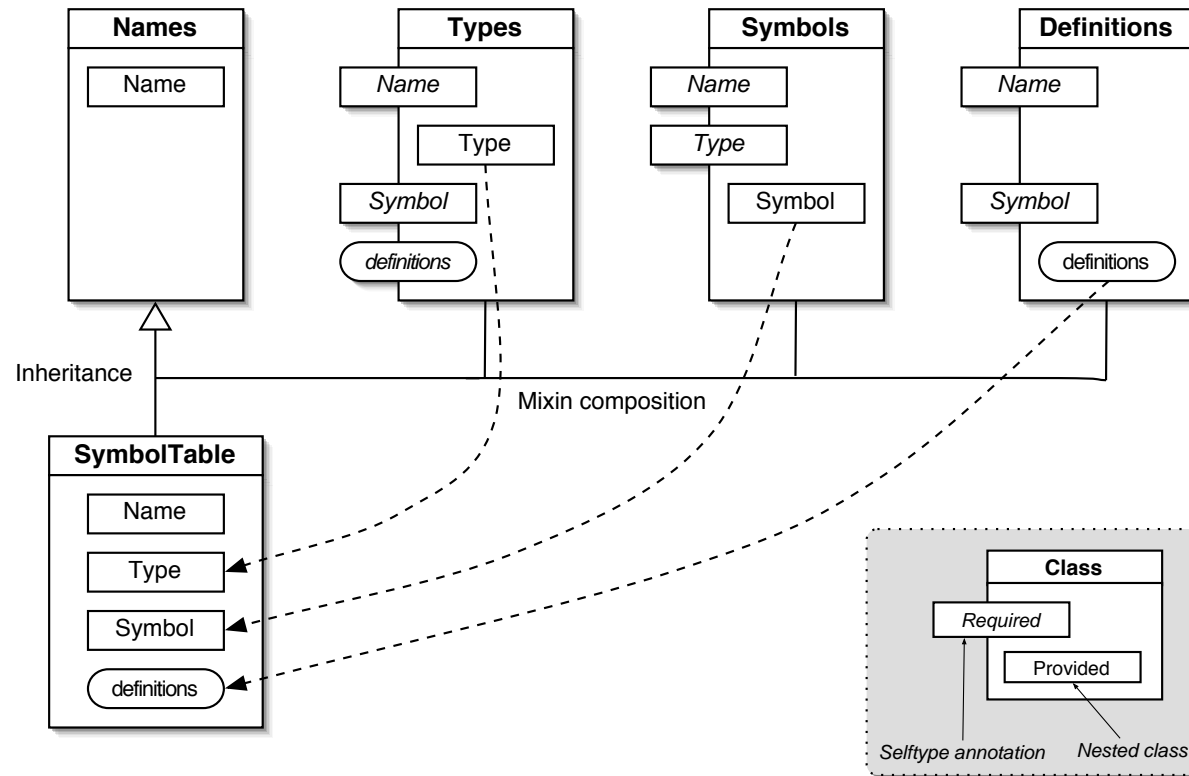 Names
Types
Symbols
Definitions
Name
Name
Name
Name
Type
Type
Symbol
Symbol
Symbol
definitions
definitions
Inheritance
Mixin composition
SymbolTable
Name
Type
Symbol
definitions
Class
Required
Provided
Selftype annotation
Nested class